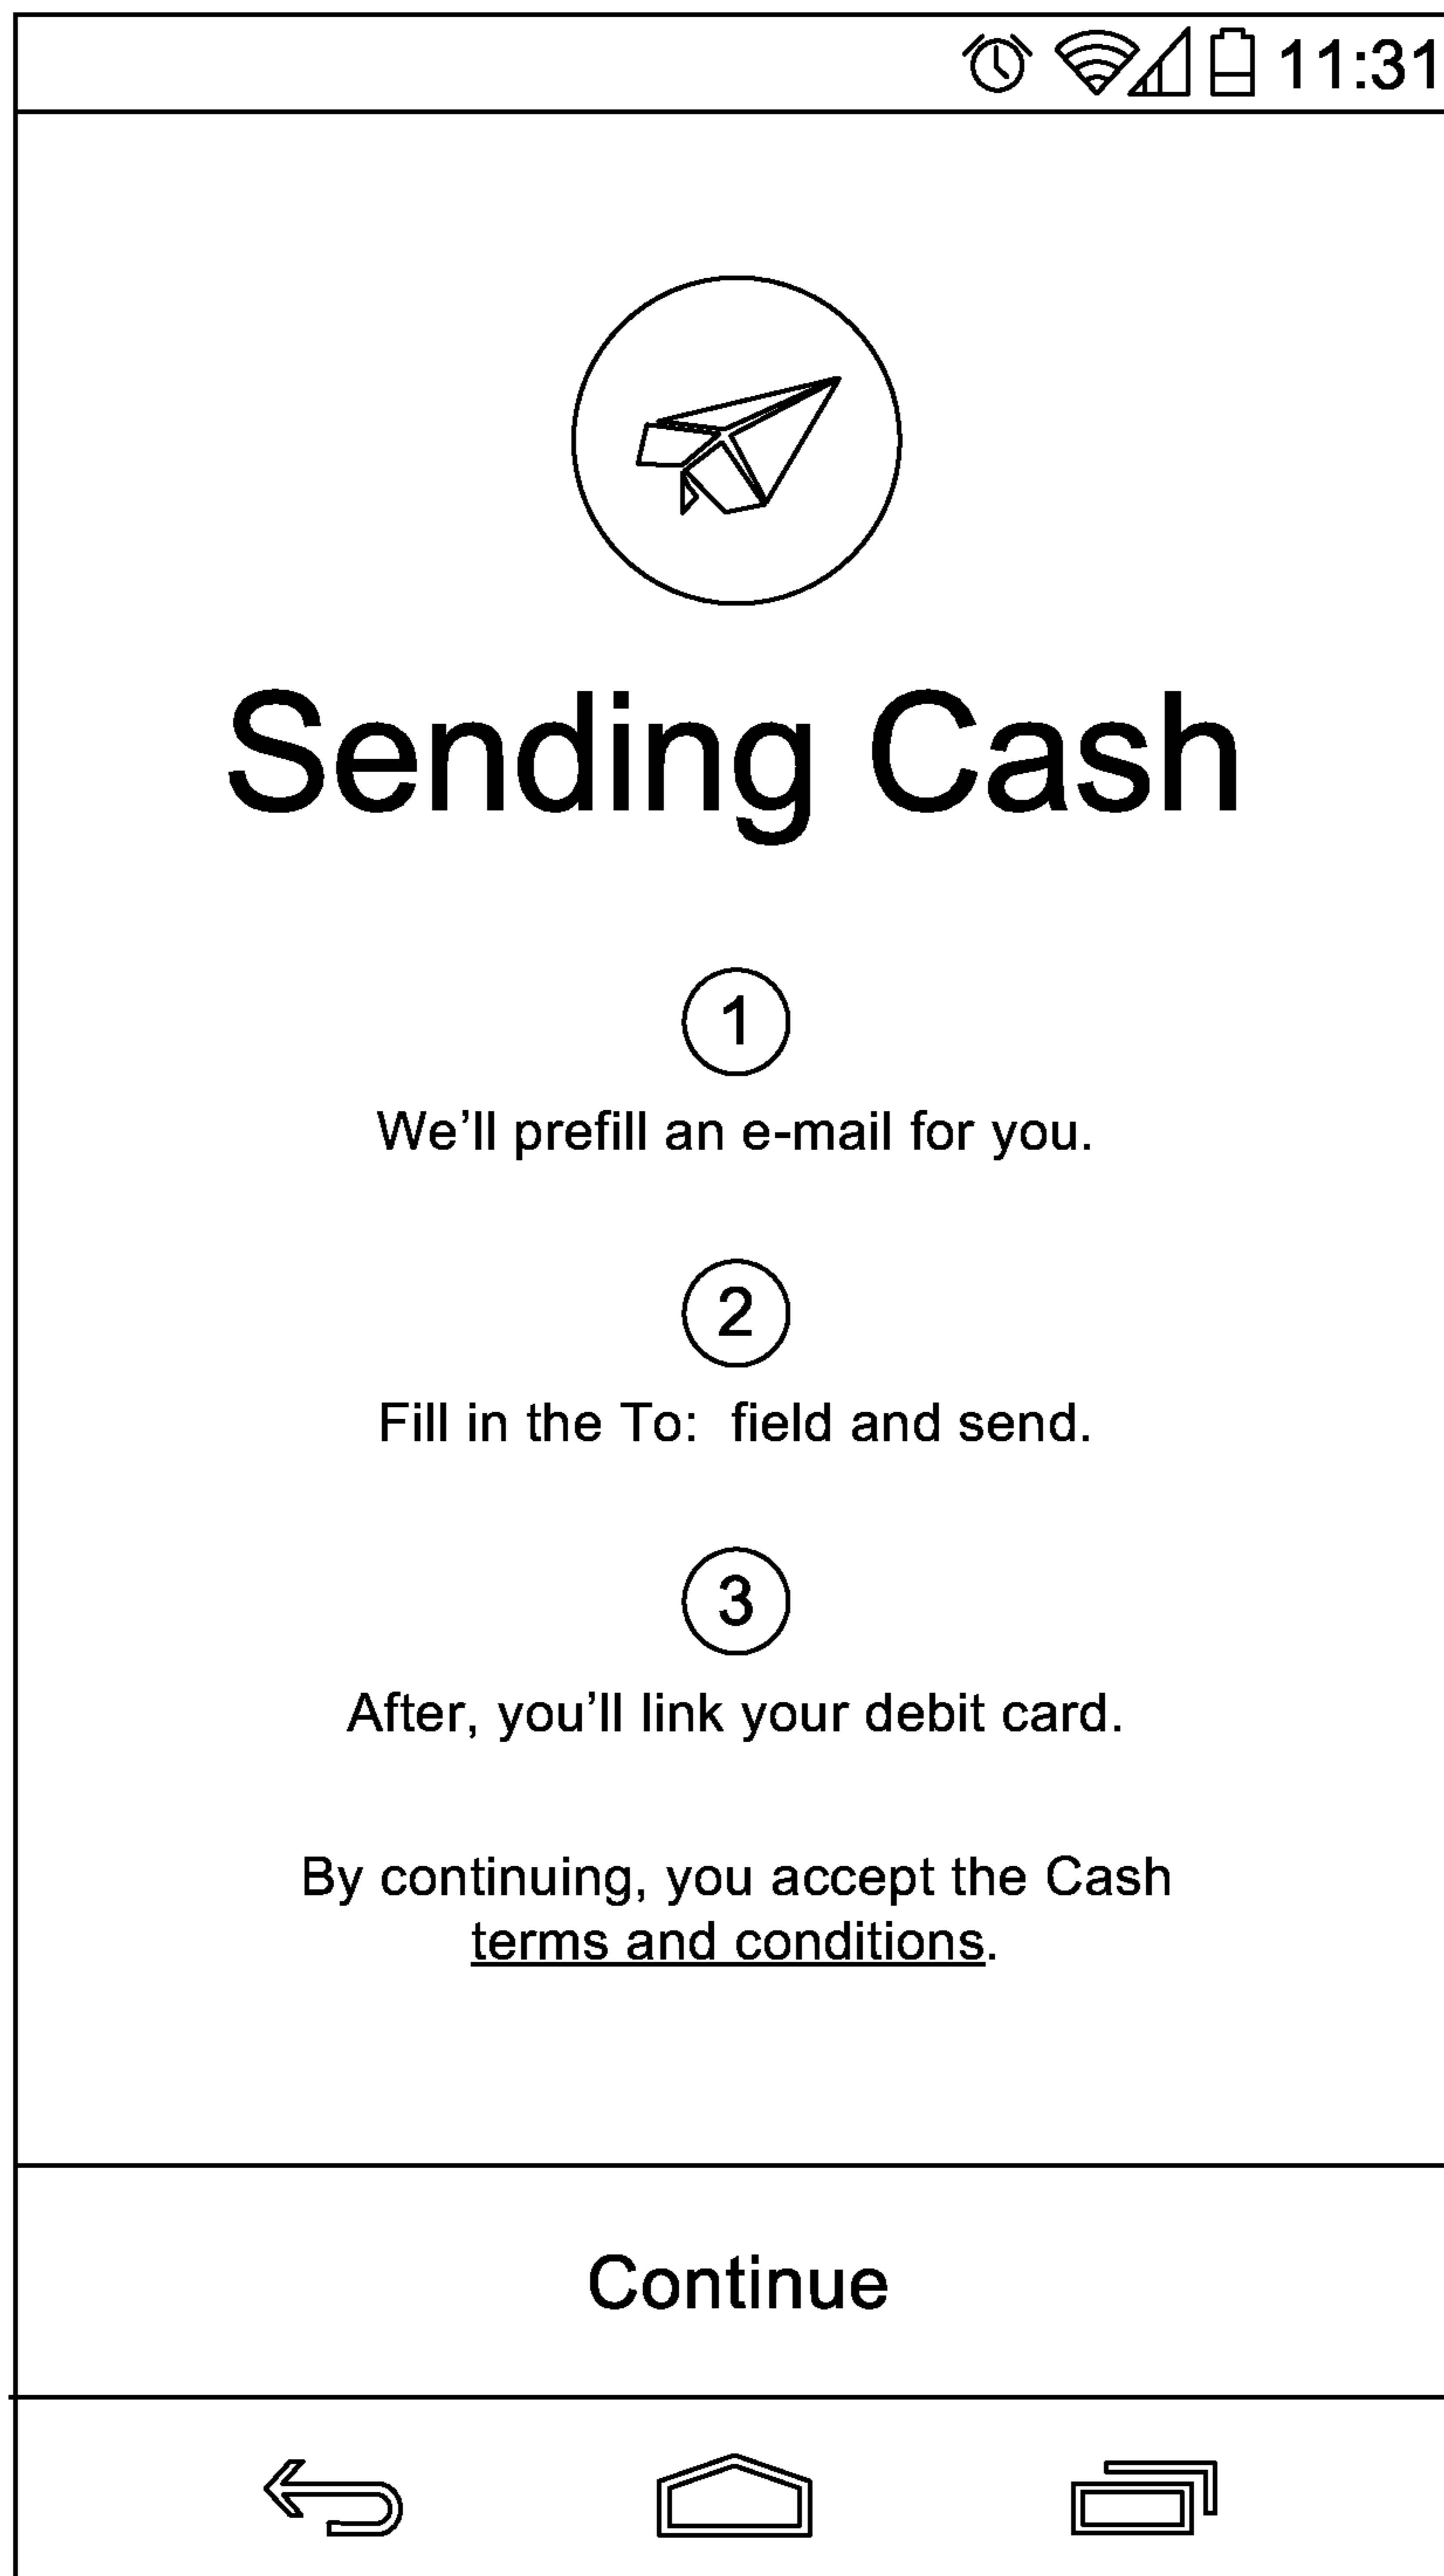 11:31
Sending Cash
1
We’ll prefill an e-mail for you.
2
Fill in the To:  field and send.
3
After, you’ll link your debit card.
By continuing, you accept the Cash
terms and conditions.
Continue